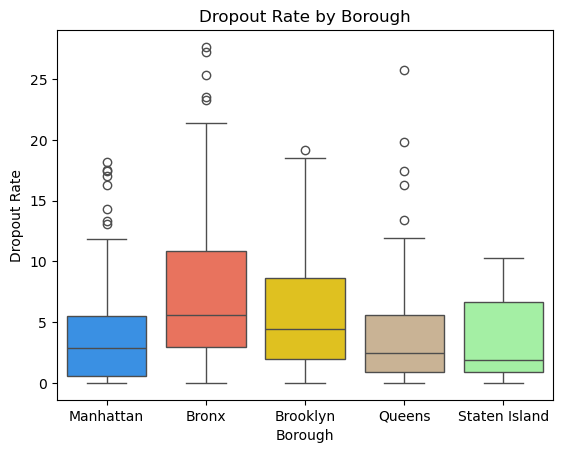 Dropout Rate by Borough
Dropout Rate
25
20
15
10
5
0
Manhattan Bronx Brooklyn Queens Staten Island
Borough